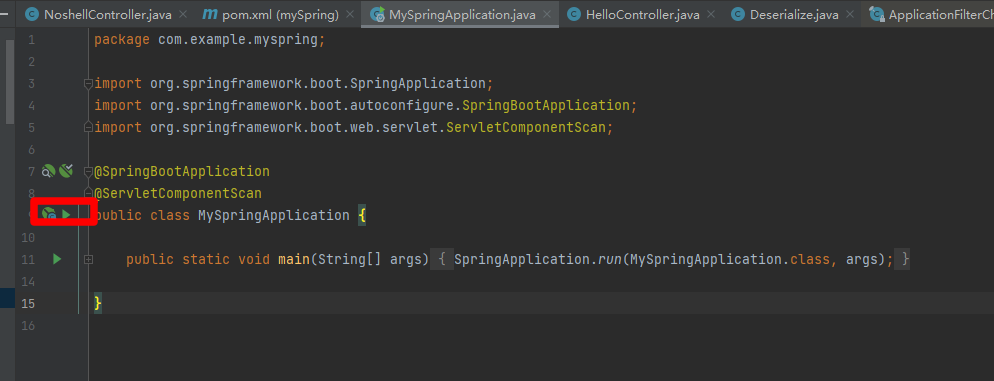 NoshellController.java × pom.xml (mySpring) × MySpringApplication.java × HelloController.java × Deserialize.java × ApplicationFilterCh
1 package com.example.myspring;
2
3 import org.springframework.boot.SpringApplication;
4 import org.springframework.boot.autoconfigure.SpringBootApplication;
5 import org.springframework.boot.web.servlet.ServletComponentScan;
6
7 @SpringBootApplication
8 @ServletComponentScan
public class MySpringApplication {
10
11 public static void main(String[] args) { SpringApplication.run(MySpringApplication.class, args); }
14
15 }
16